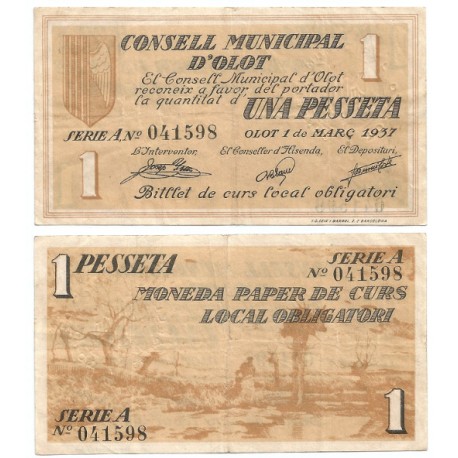 CONSELL MUNICIPAL
D'OLOT
1
El Consell Municipal d'Olot
reconeix a favor del portador
la quantitat d'
UNA PESSETA
SERIE A, Nº 041598
OLOT 1 de MARÇ 1937
L'Interventor,
El Conseller d'Hisenda,
El Depositari,
1
Billlet de curs local obligatori
1 PESSETA
SERIE A
Nº 041598
MONEDA PAPER DE CURS
LOCAL OBLIGATORI
SERIE A
Nº 041598
1